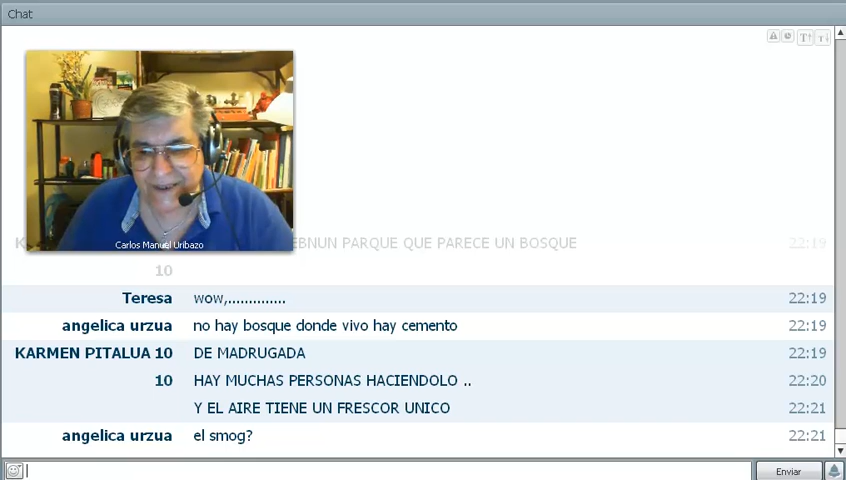 Chat
Carlos Manuel Uribazo
PARQUE QUE PARECE UN BOSQUE 22:19
10
Teresa wow,.............. 22:19
angelica urzua no hay bosque donde vivo hay cemento 22:19
KARMEN PITALUA 10 DE MADRUGADA 22:19
10 HAY MUCHAS PERSONAS HACIENDOLO .. 22:20
Y EL AIRE TIENE UN FRESCOR UNICO 22:21
angelica urzua el smog? 22:21
Enviar